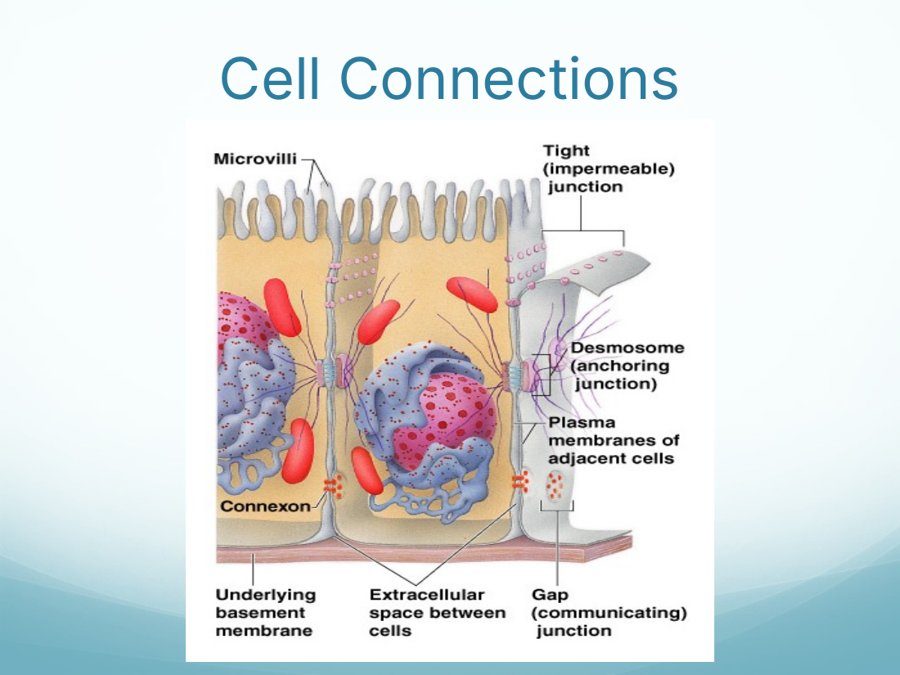 Cell Connections
Microvilli
Tight
(impermeable)
junction
Desmosome
(anchoring
junction)
Plasma
membranes of
adjacent cells
Connexon
Underlying
basement
membrane
Extracellular
space between
cells
Gap
(communicating)
junction